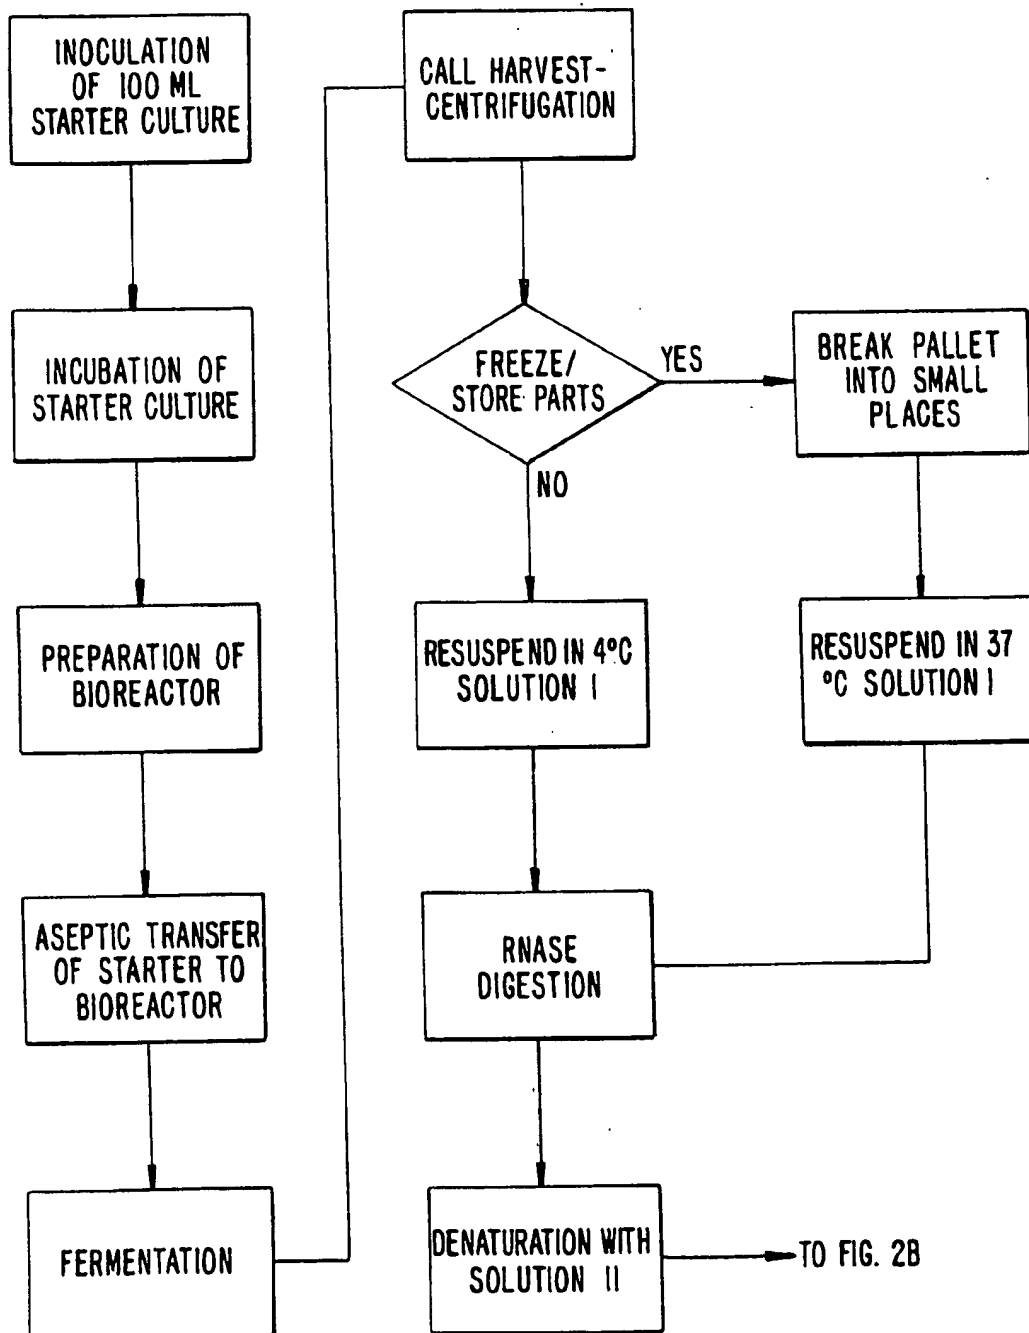 INOCULATION
OF 100 ML
STARTER CULTURE
INCUBATION OF
STARTER CULTURE
PREPARATION OF
BIOREACTOR
ASEPTIC TRANSFER
OF STARTER TO
BIOREACTOR
FERMENTATION
CALL HARVEST-
CENTRIFUGATION
FREEZE/
STORE PARTS
YES
NO
BREAK PALLET
INTO SMALL
PLACES
RESUSPEND IN 4°C
SOLUTION I
RESUSPEND IN 37
°C SOLUTION I
RNASE
DIGESTION
DENATURATION WITH
SOLUTION II
TO FIG. 2B